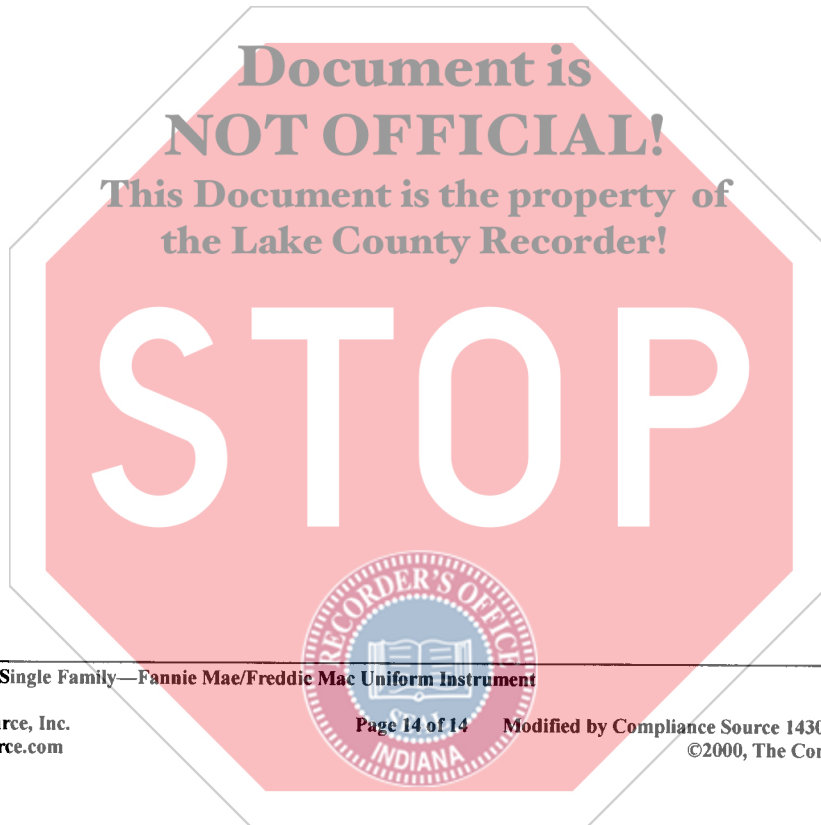 Document is
NOT OFFICIAL!
This Document is the property of
the Lake County Recorder!
STOP
RECORDER'S OFFICE
SEAL
INDIANA
Single Family—Fannie Mae/Freddie Mac Uniform Instrument
rce, Inc.
Page 14 of 14
Modified by Compliance Source 1430
rce.com
©2000, The Con